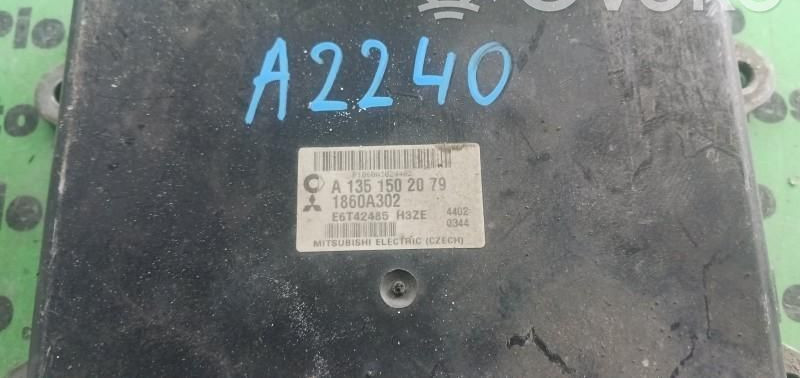 A2240
A 135 150 20 79
1860A302
E6T42485 H3ZE
4402
0344
MITSUBISHI ELECTRIC (CZECH)